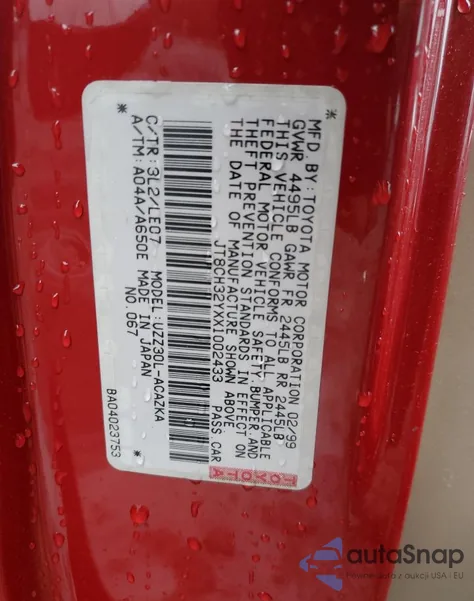 MFD BY: TOYOTA MOTOR CORPORATION 02/99
GVWR 4495LB GAWR FR 2445LB RR 2445LB
THIS VEHICLE CONFORMS TO ALL APPLICABLE
FEDERAL MOTOR VEHICLE SAFETY, BUMPER AND
THEFT PREVENTION STANDARDS IN EFFECT ON
THE DATE OF MANUFACTURE SHOWN ABOVE.
JT8CH32YXX1002433 PASS.CAR
TOYOTA
* *
C/TR: 3L2/LE07 MODEL: UZZ30L-ACAZKA
A/TM: A04A/A650E MADE IN JAPAN
NO. 067
BA04023753
autoSnap